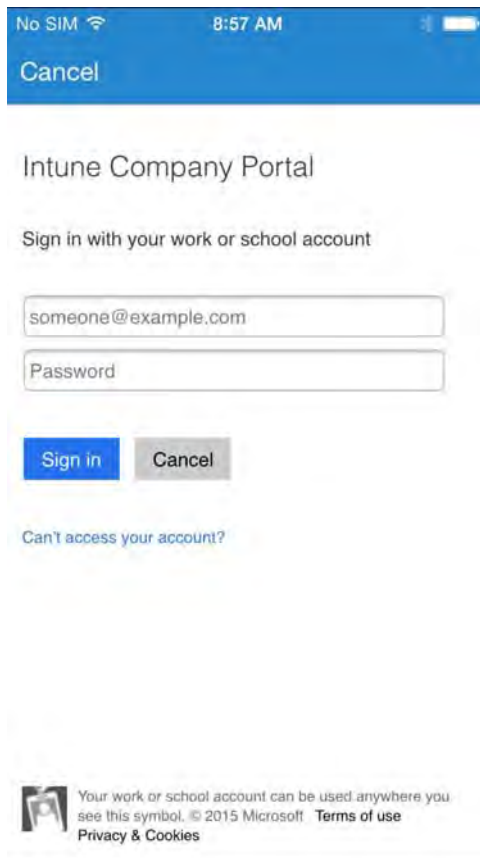 No SIM 8:57 AM
Cancel
Intune Company Portal
Sign in with your work or school account
someone@example.com
Password
Sign in Cancel
Can't access your account?
Your work or school account can be used anywhere you
see this symbol. © 2015 Microsoft Terms of use
Privacy & Cookies